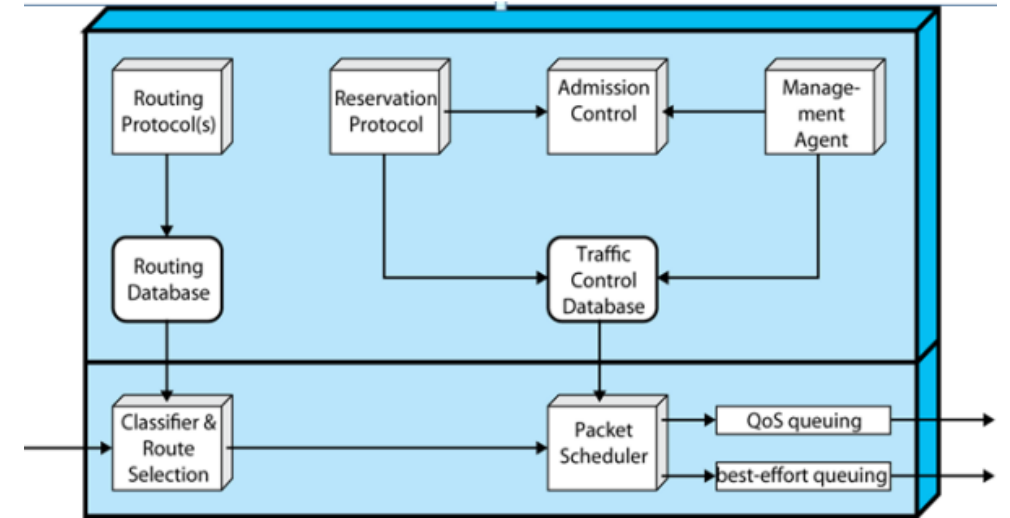 Routing
Protocol(s)
Reservation
Protocol
Admission
Control
Manage-
ment
Agent
Routing
Database
Traffic
Control
Database
Classifier &
Route
Selection
Packet
Scheduler
QoS queuing
best-effort queuing